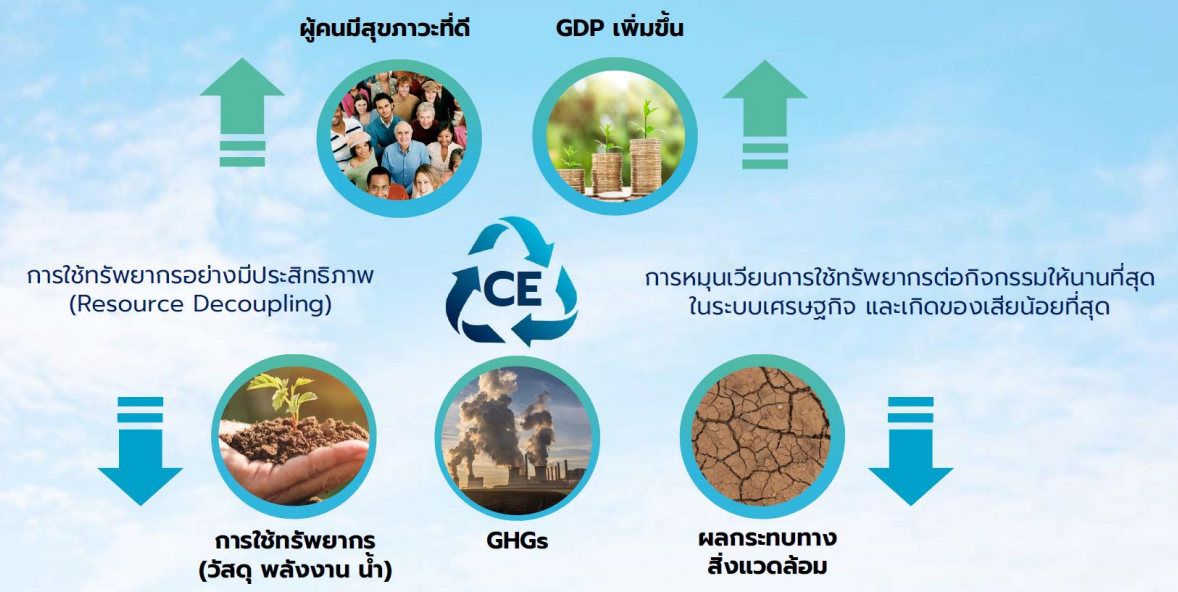 ผู้คนมีสุขภาวะที่ดี
GDP เพิ่มขึ้น
การใช้ทรัพยากรอย่างมีประสิทธิภาพ
(Resource Decoupling)
CE
การหมุนเวียนการใช้ทรัพยากรต่อกิจกรรมให้นานที่สุด
ในระบบเศรษฐกิจ และเกิดของเสียน้อยที่สุด
การใช้ทรัพยากร
(วัสดุ พลังงาน น้ำ)
GHGs
ผลกระทบทาง
สิ่งแวดล้อม